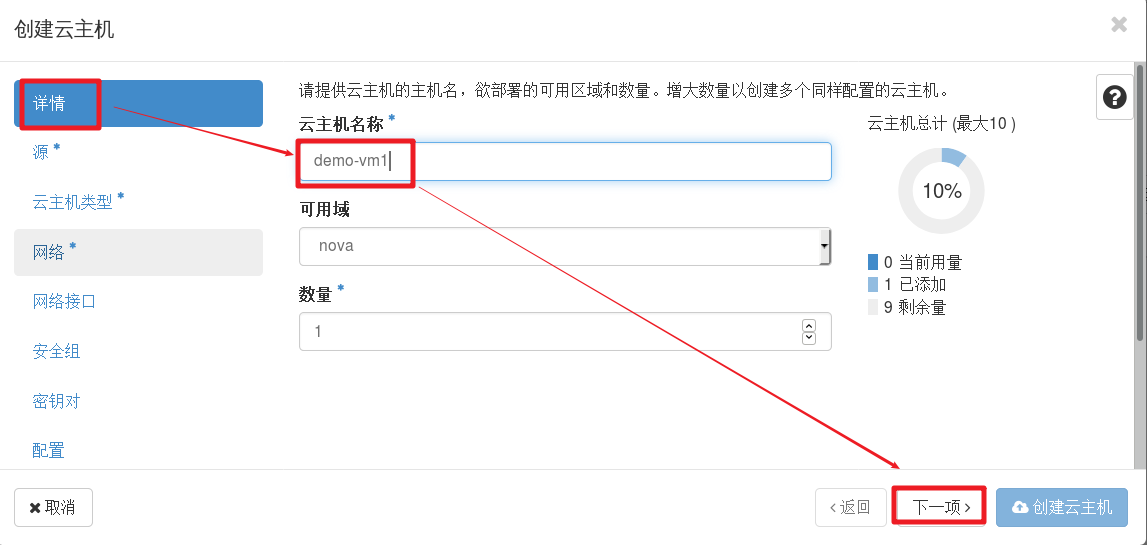 创建云主机
×
详情
源 *
云主机类型 *
网络 *
网络接口
安全组
密钥对
配置
请提供云主机的主机名，欲部署的可用区域和数量。增大数量以创建多个同样配置的云主机。
云主机名称 *
demo-vm1
可用域
nova
数量 *
1
云主机总计 (最大10 )
10%
0 当前用量
1 已添加
9 剩余量
?
取消
返回
下一项
创建云主机